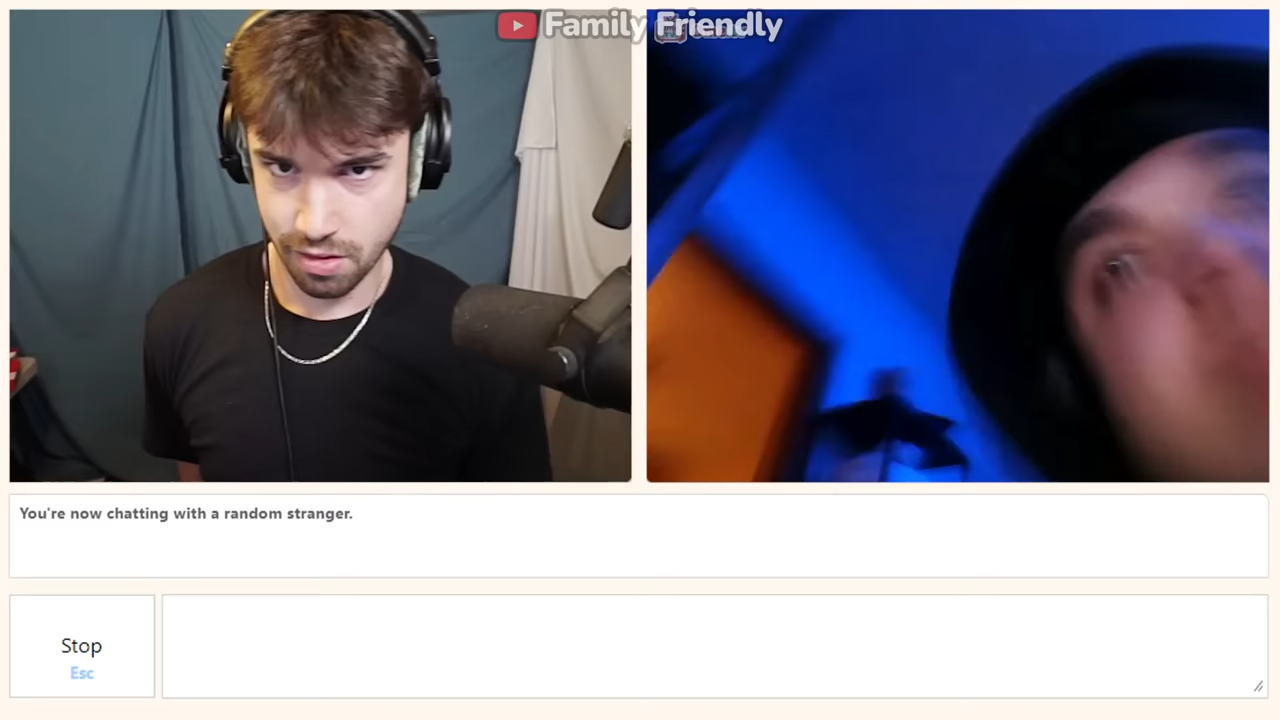 Family Friendly
You're now chatting with a random stranger.
Stop
Esc